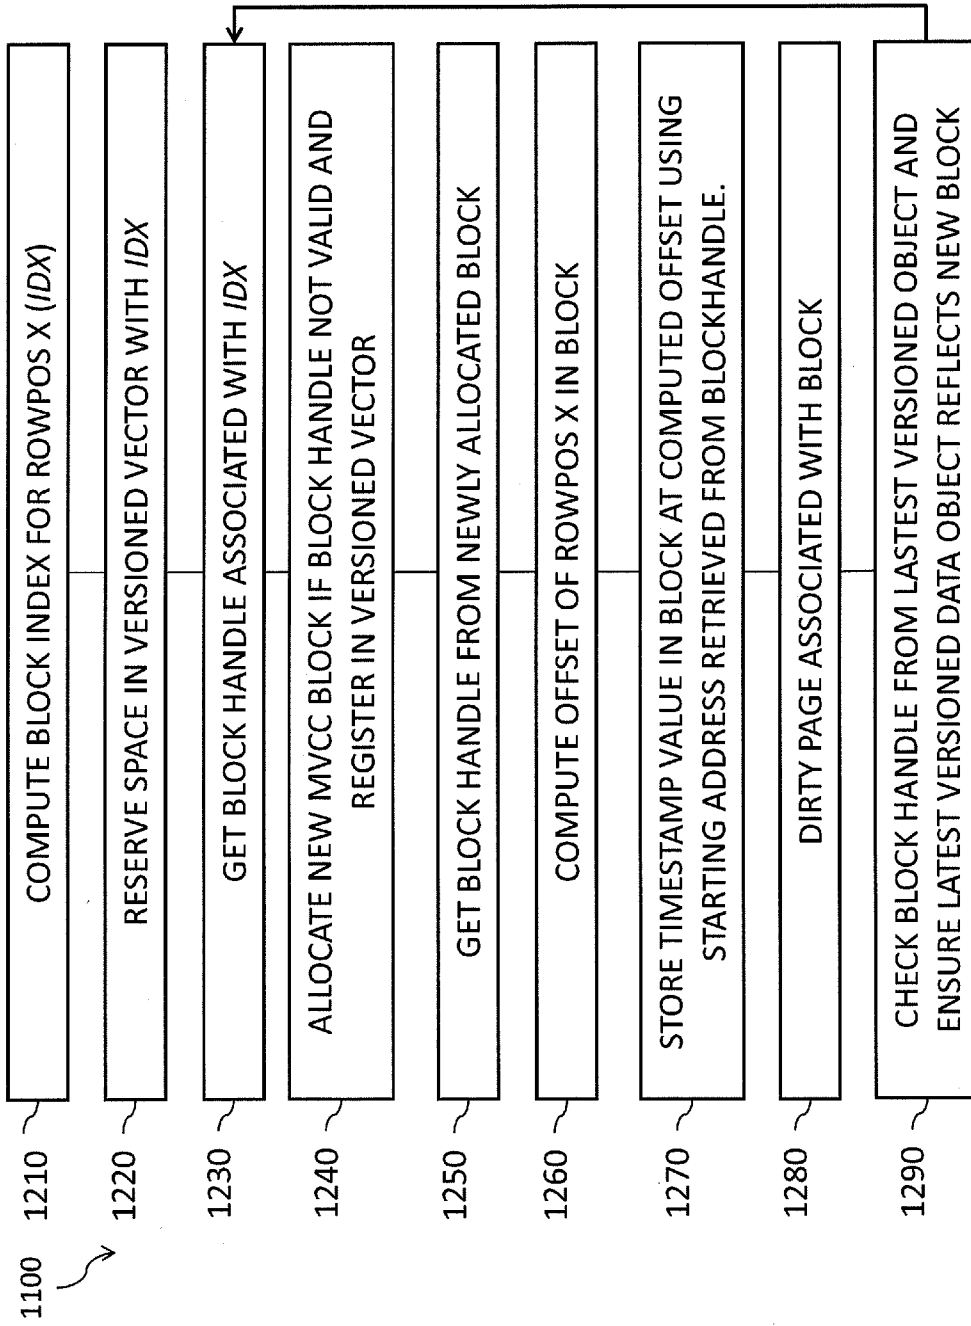 1100
1210
COMPUTE BLOCK INDEX FOR ROWPOS X (IDX)
1220
RESERVE SPACE IN VERSIONED VECTOR WITH IDX
1230
GET BLOCK HANDLE ASSOCIATED WITH IDX
1240
ALLOCATE NEW MVCC BLOCK IF BLOCK HANDLE NOT VALID AND
REGISTER IN VERSIONED VECTOR
1250
GET BLOCK HANDLE FROM NEWLY ALLOCATED BLOCK
1260
COMPUTE OFFSET OF ROWPOS X IN BLOCK
1270
STORE TIMESTAMP VALUE IN BLOCK AT COMPUTED OFFSET USING
STARTING ADDRESS RETRIEVED FROM BLOCKHANDLE.
1280
DIRTY PAGE ASSOCIATED WITH BLOCK
1290
CHECK BLOCK HANDLE FROM LASTEST VERSIONED OBJECT AND
ENSURE LATEST VERSIONED DATA OBJECT REFLECTS NEW BLOCK